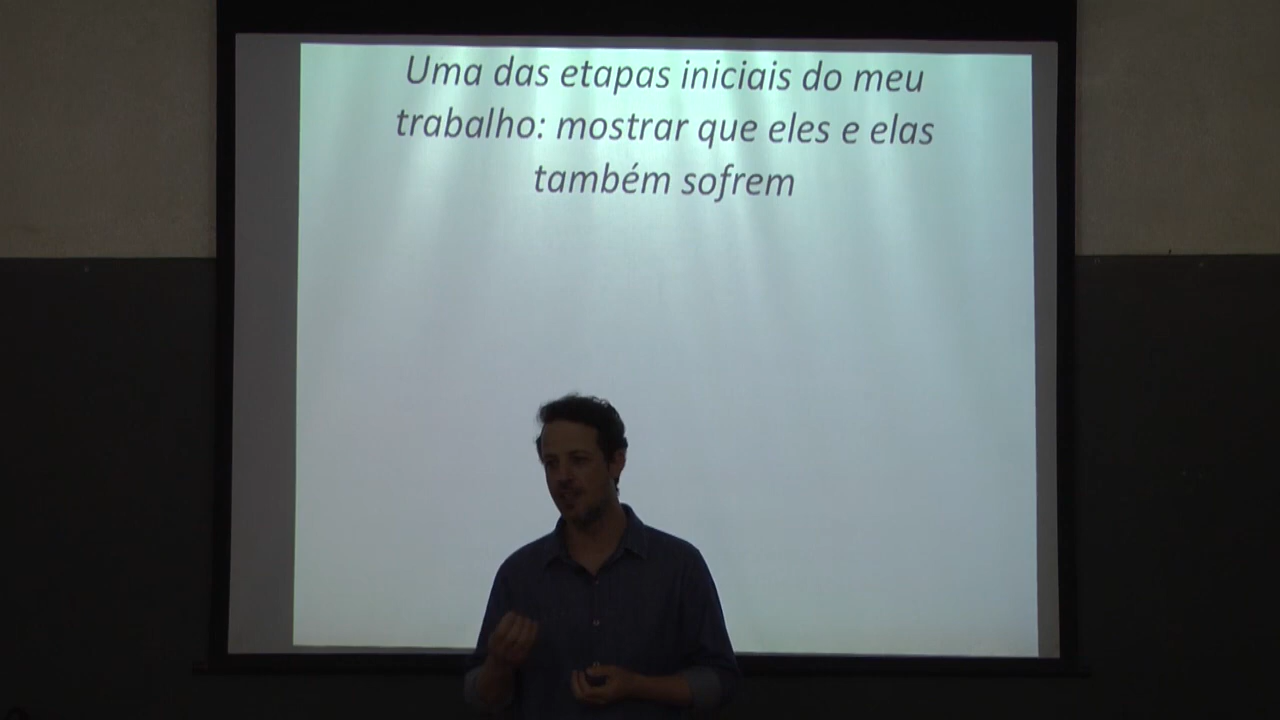 Uma das etapas iniciais do meu
trabalho: mostrar que eles e elas
também sofrem